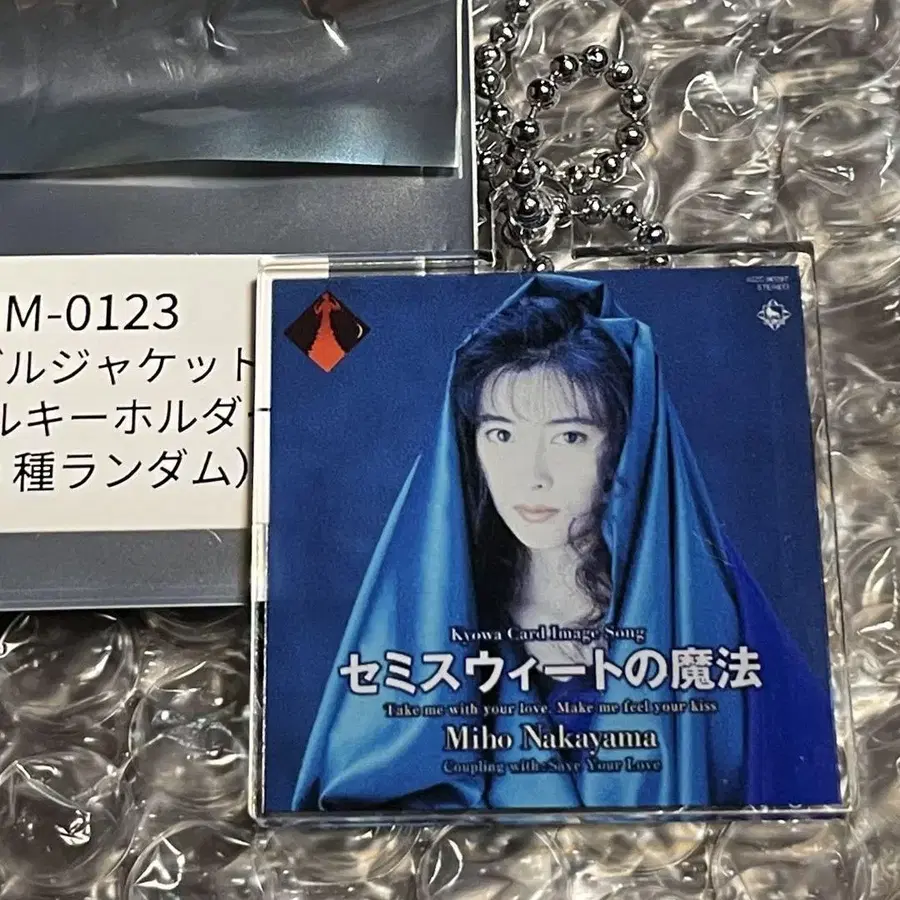 M-0123
ルジャケット
ルキーホルダー
種ランダム）
STEREO
Kyowa Card Image Song
セミスウィートの魔法
Take me with your love. Make me feel your kiss
Miho Nakayama
Coupling with: Save Your Love